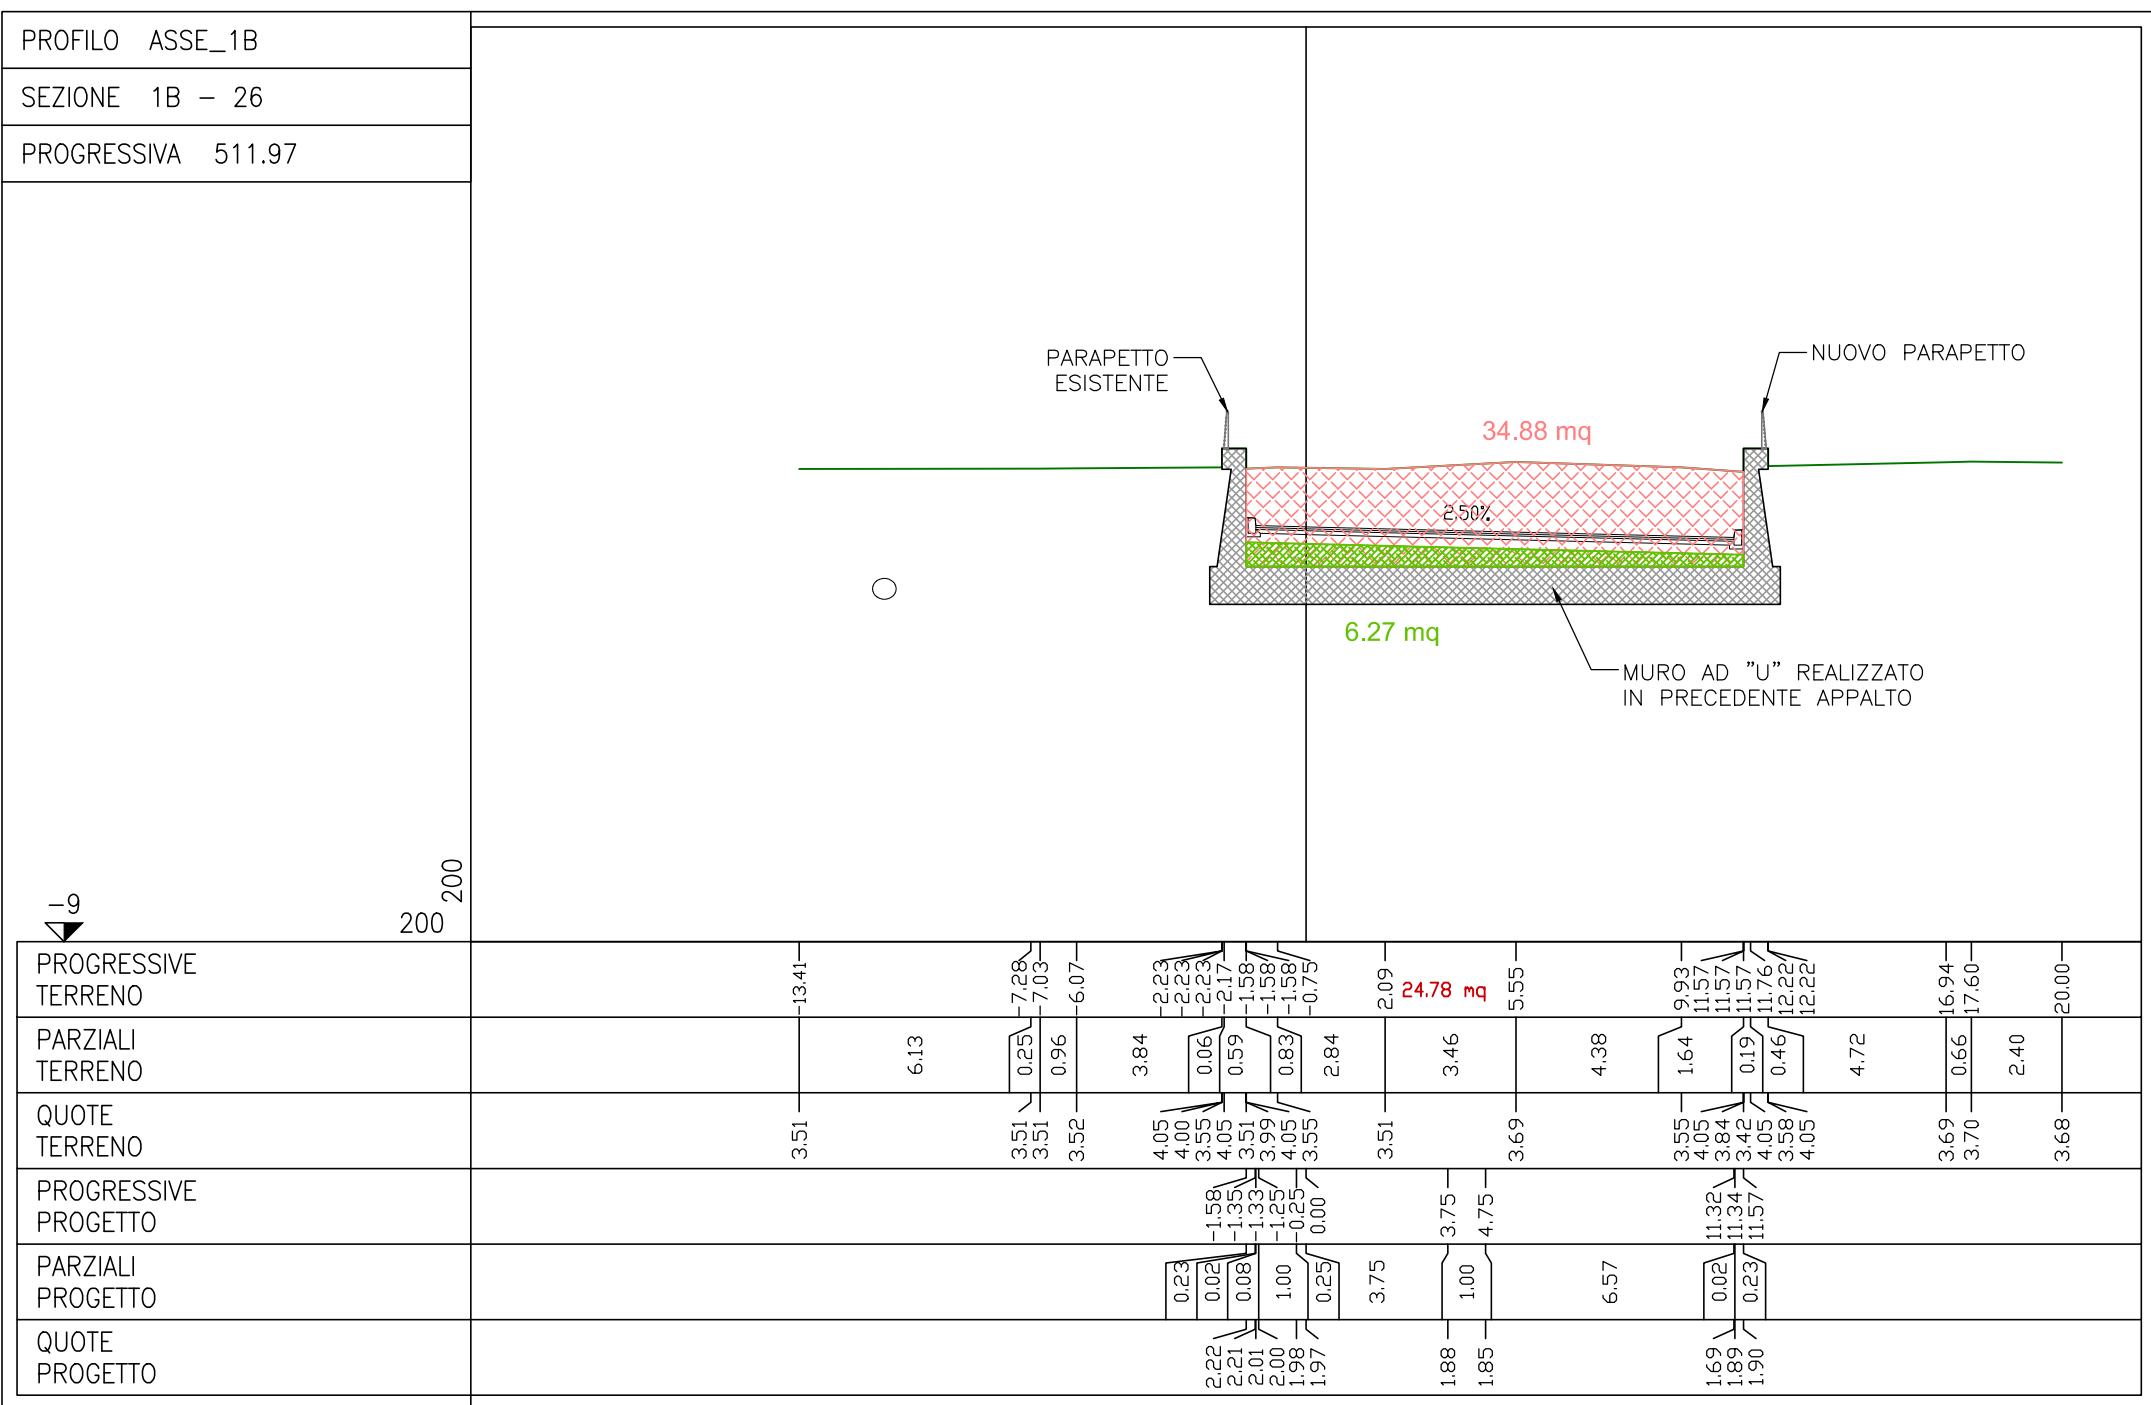 PROFILO ASSE_1B
SEZIONE 1B - 26
PROGRESSIVA 511.97
PARAPETTO
ESISTENTE
NUOVO PARAPETTO
34.88 mq
2.50%
6.27 mq
MURO AD "U" REALIZZATO
IN PRECEDENTE APPALTO
-9
200
200
PROGRESSIVE
TERRENO
-13.41 -7.28 -7.03 -6.07 -2.23 -2.23 -2.23 -2.17 -1.58 -1.58 -1.58 -0.75 2.09 24.78 mq 5.55 9.93 11.57 11.57 11.57 11.76 12.22 12.22 16.94 17.60 20.00
PARZIALI
TERRENO
6.13 0.25 0.96 3.84 0.06 0.59 0.83 2.84 3.46 4.38 1.64 0.19 0.46 4.72 0.66 2.40
QUOTE
TERRENO
3.51 3.51 3.51 3.52 4.05 4.00 3.55 4.05 3.51 3.99 4.05 3.55 3.51 3.69 3.55 4.05 3.84 3.42 4.05 3.58 4.05 3.69 3.70 3.68
PROGRESSIVE
PROGETTO
-1.58 -1.35 -1.33 -1.25 -0.25 0.00 3.75 4.75 11.32 11.34 11.57
PARZIALI
PROGETTO
0.23 0.02 0.08 1.00 0.25 3.75 1.00 6.57 0.02 0.23
QUOTE
PROGETTO
2.22 2.21 2.01 2.00 1.98 1.97 1.88 1.85 1.69 1.89 1.90